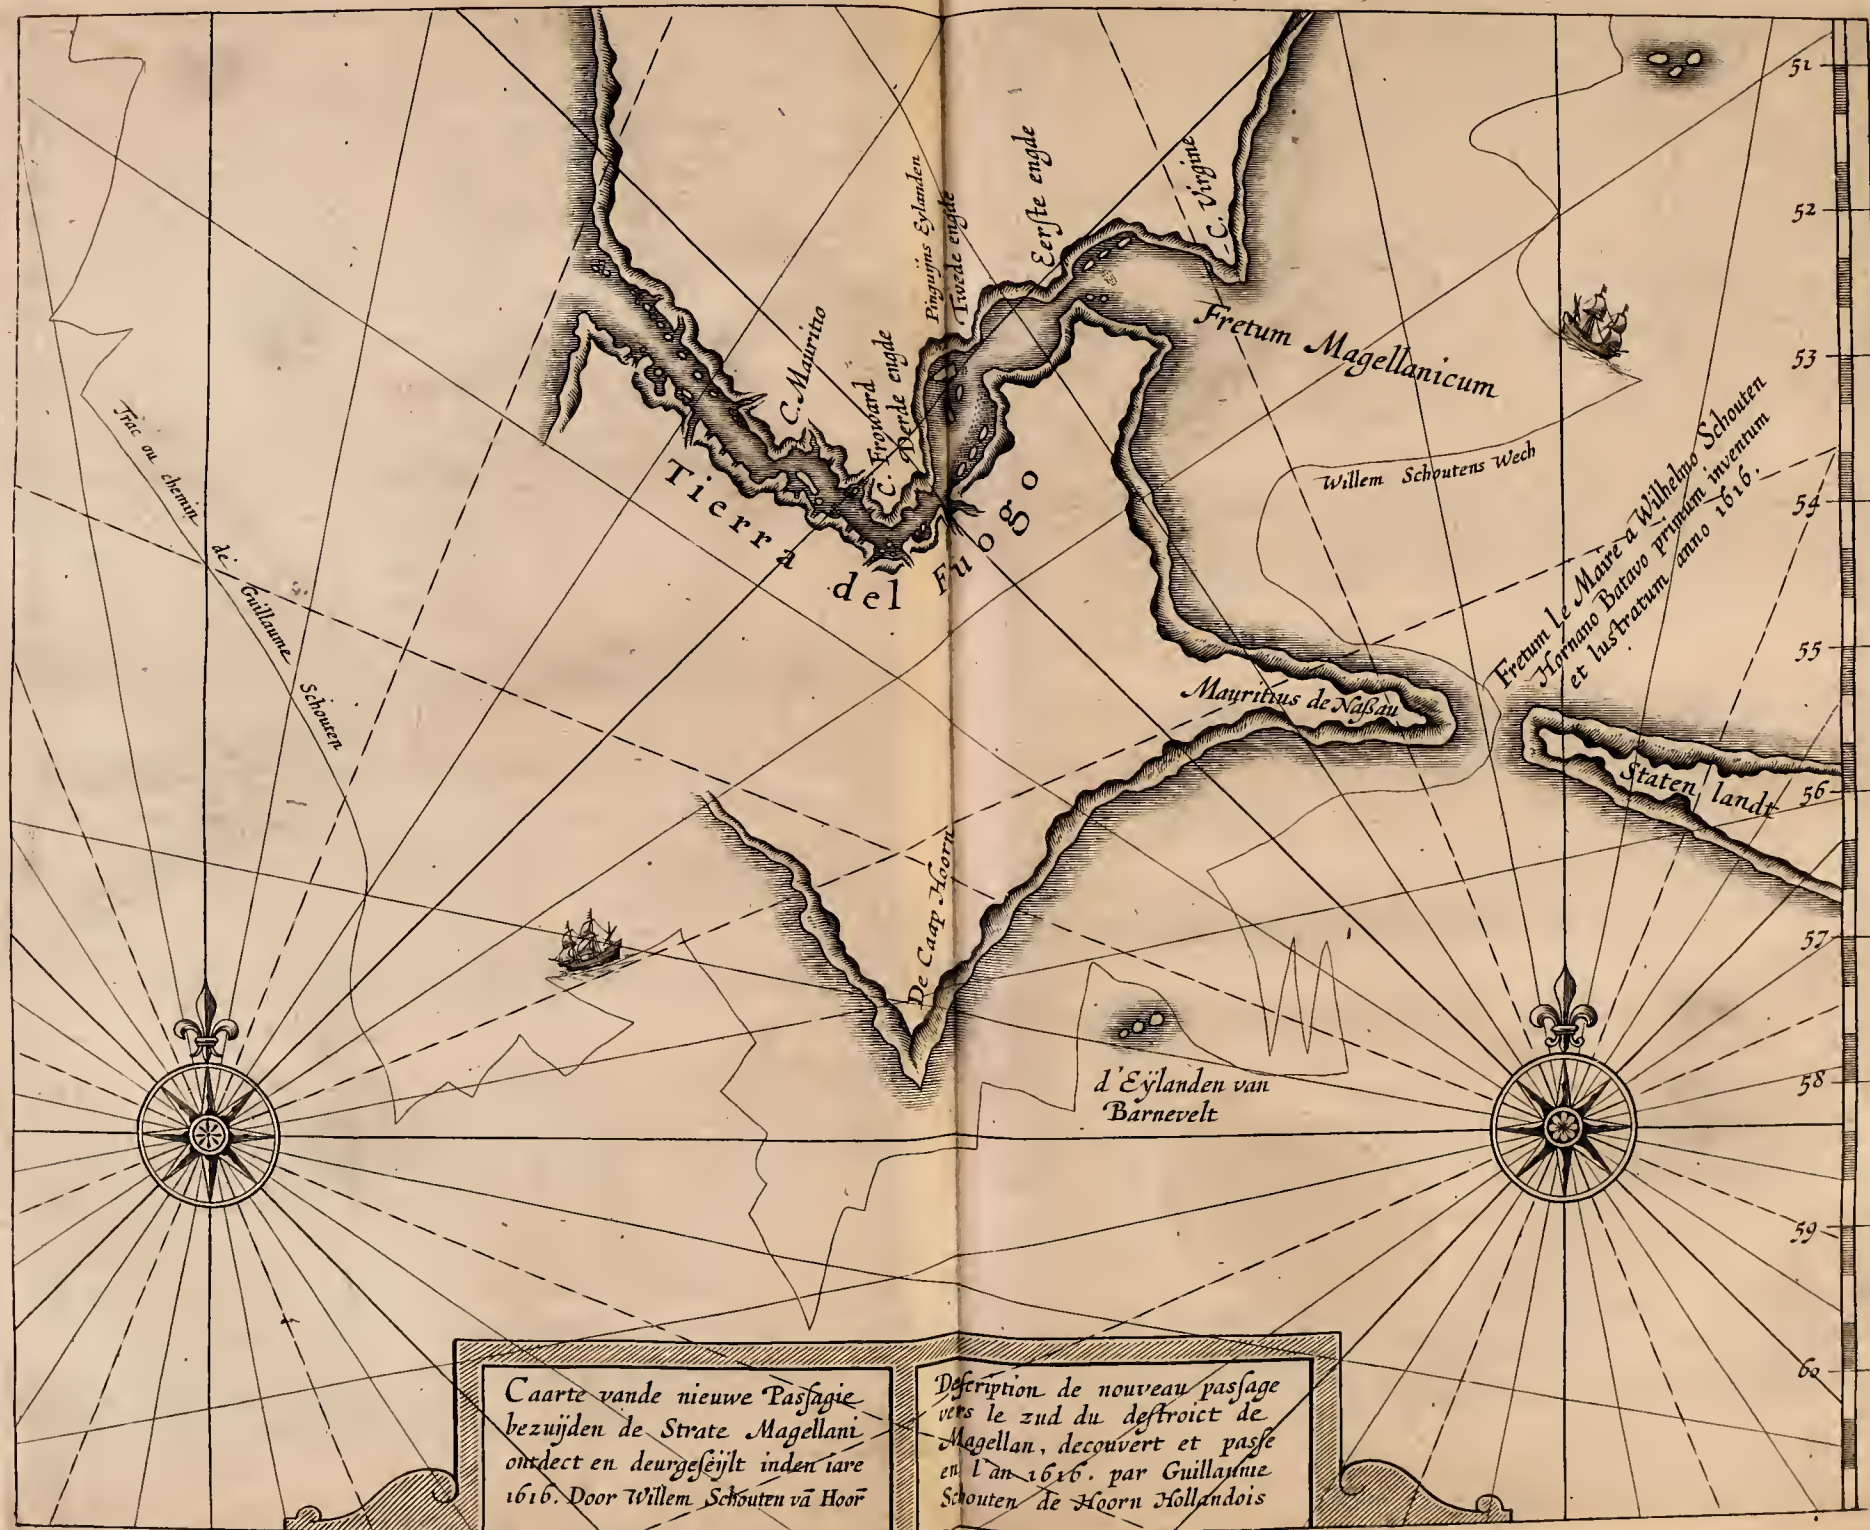 51
52
53
54
55
56
57
58
59
60
Pinguijns Eylanden
Twede engde
Eerste engde
C. Virgine
C. Mauritio
C. Froward
Derde engde
Fretum Magellanicum
Tierra del Fuogo
Willem Schoutens Wech
Fretum Le Maire a Wilhelmo Schouten
Hornano Batavo primum inventum
et lustratum anno 1616.
Trac ou chemin de Guillaume Schouten
Mauritius de Naßau
Staten landt
De Caap Hoorn
d'Eÿlanden van
Barnevelt
Caarte vande nieuwe Paſſagie
bezuijden de Strate Magellani
ontdect en deurgeſeijlt inden iare
1616. Door Willem Schouten vā Hoor̄
Deſcription de nouveau paſſage
vers le zud du deſtroict de
Magellan, decouvert et paſſe
en l'an 1616. par Guillaume
Schouten de Hoorn Hollandois